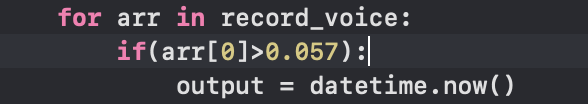 for arr in record_voice:
if(arr[0]>0.057):
output = datetime.now()